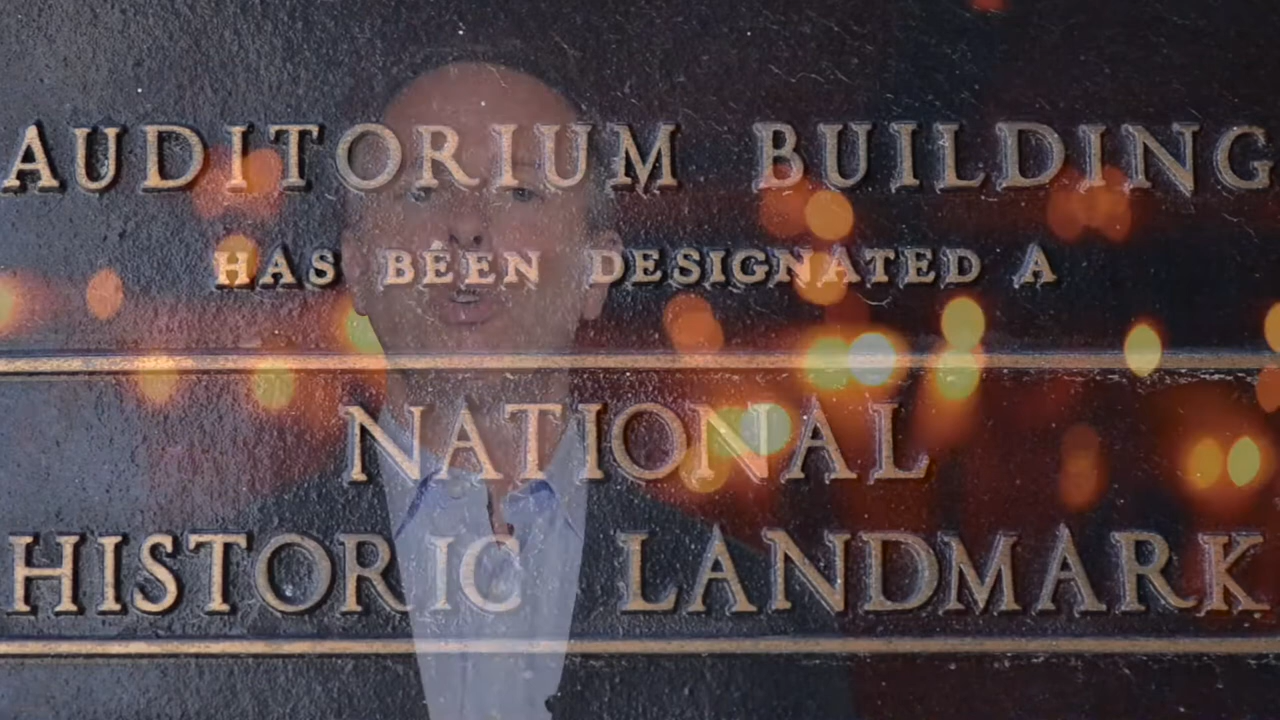 AUDITORIUM BUILDING
HAS BEEN DESIGNATED A
NATIONAL
HISTORIC LANDMARK